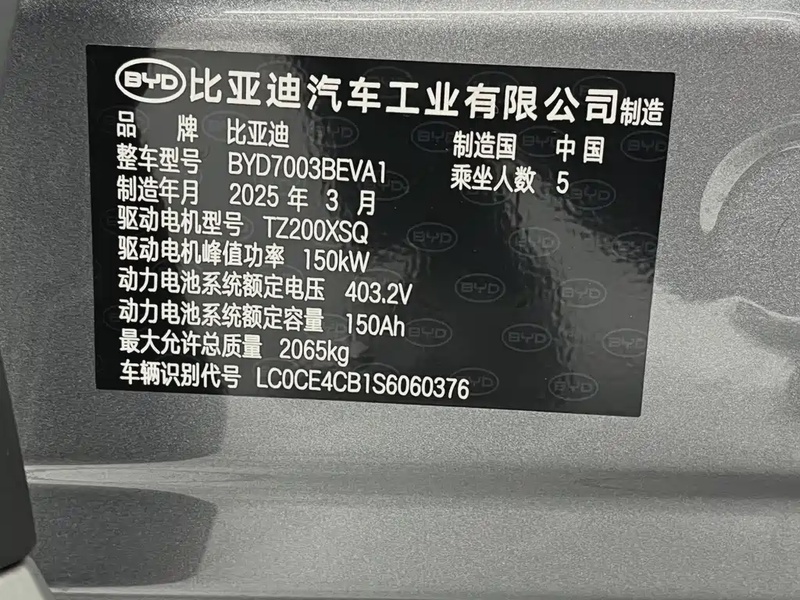 BYD 比亚迪汽车工业有限公司制造
品 牌 比亚迪 制造国 中国
整车型号 BYD7003BEVA1 乘坐人数 5
制造年月 2025 年 3 月
驱动电机型号 TZ200XSQ
驱动电机峰值功率 150kW
动力电池系统额定电压 403.2V
动力电池系统额定容量 150Ah
最大允许总质量 2065kg
车辆识别代号 LC0CE4CB1S6060376